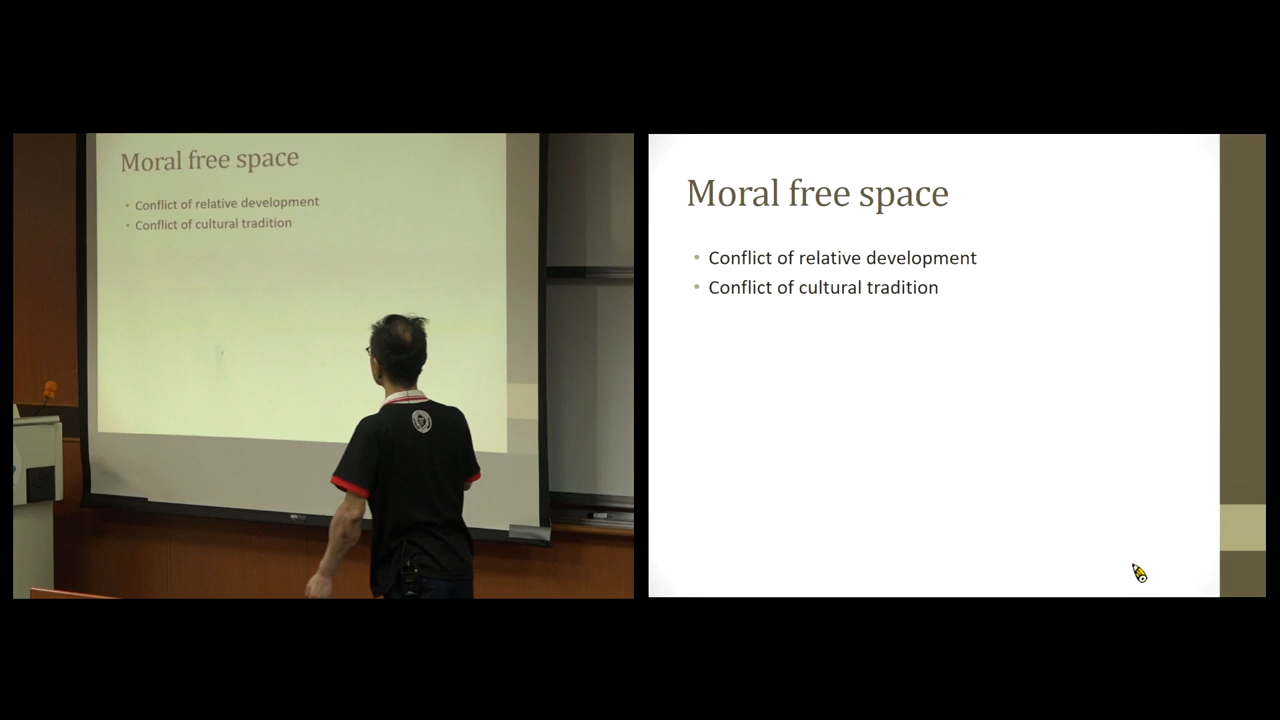 Moral free space
• Conflict of relative development
• Conflict of cultural tradition
Moral free space
• Conflict of relative development
• Conflict of cultural tradition